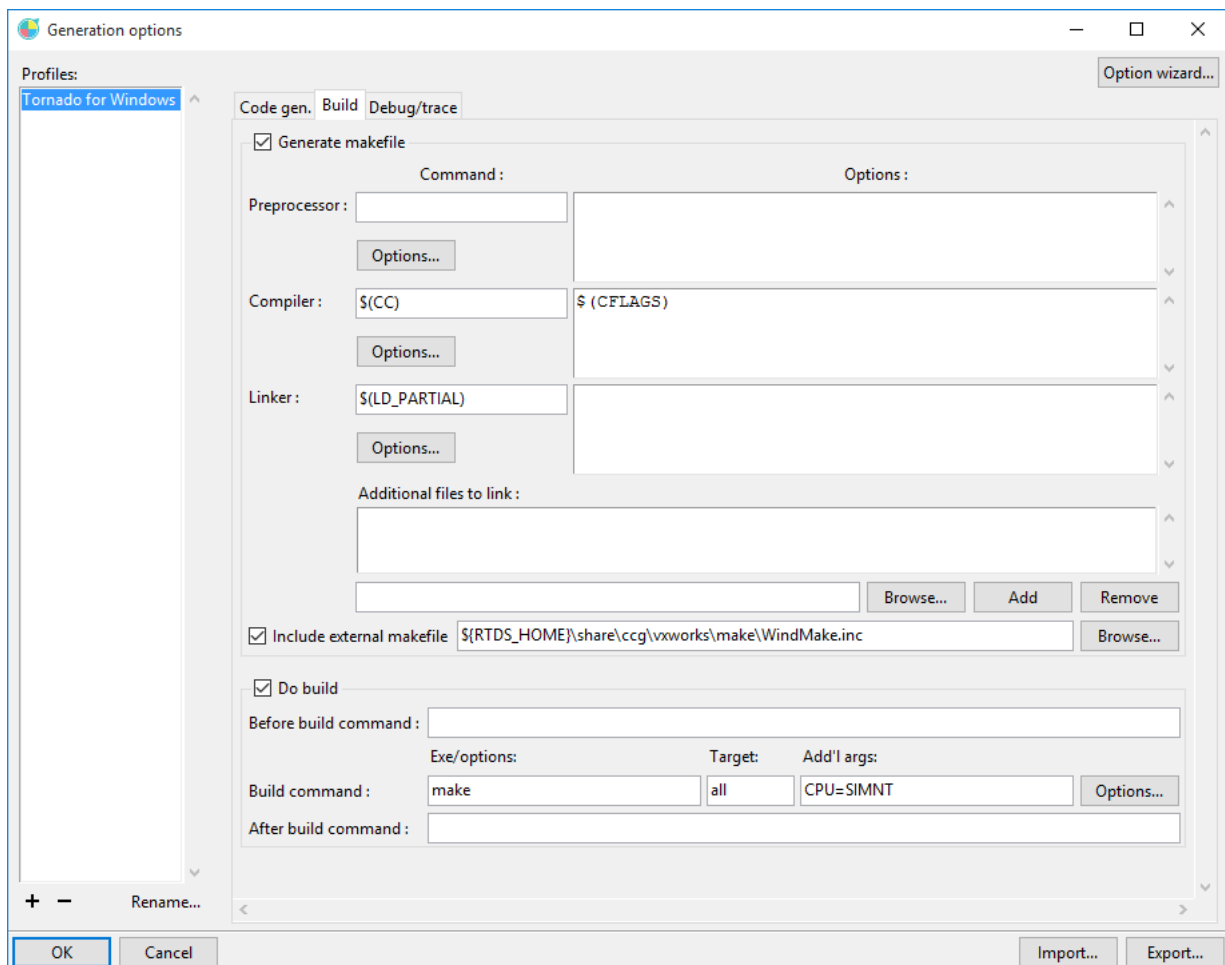 Generation options
Profiles:
Option wizard...
Tornado for Windows
Code gen. Build Debug/trace
Generate makefile
Command : Options :
Preprocessor :
Options...
Compiler : $(CC) $(CFLAGS)
Options...
Linker : $(LD_PARTIAL)
Options...
Additional files to link :
Browse... Add Remove
Include external makefile ${RTDS_HOME}\share\ccg\vxworks\make\WindMake.inc Browse...
Do build
Before build command :
Exe/options: Target: Add'l args:
Build command : make all CPU=SIMNT Options...
After build command :
Rename...
OK Cancel Import... Export...